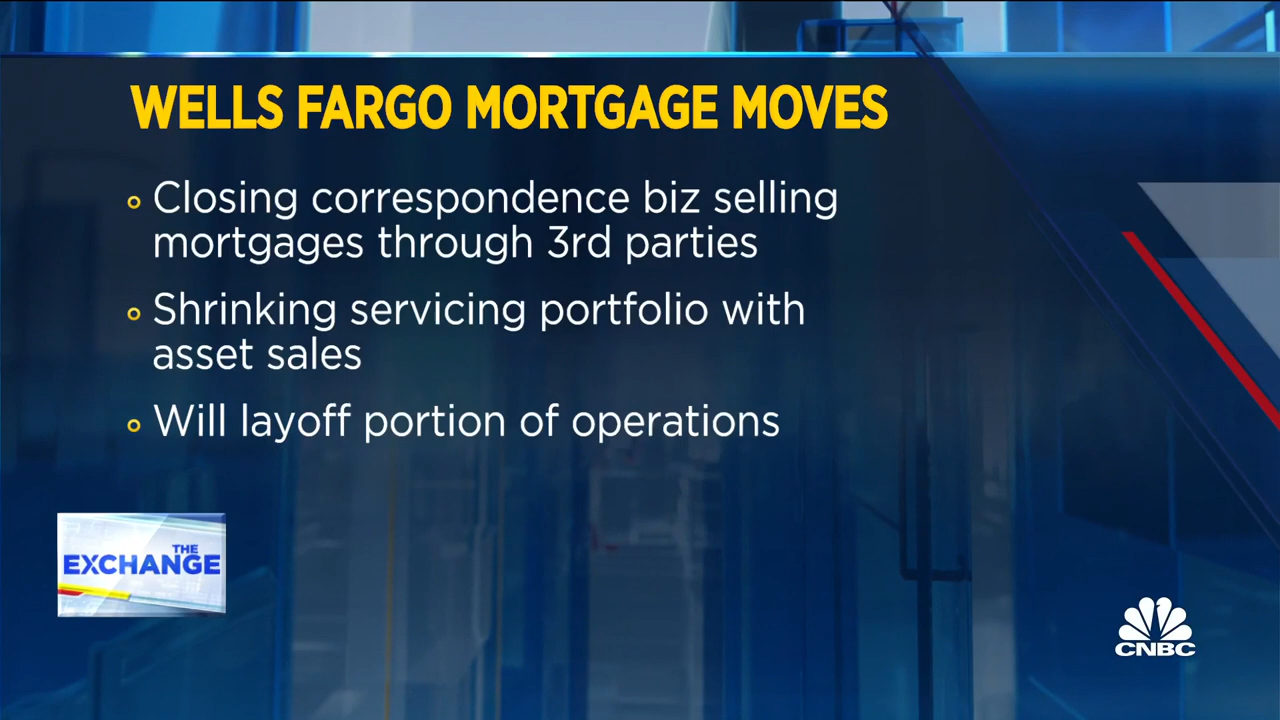 WELLS FARGO MORTGAGE MOVES
Closing correspondence biz selling
mortgages through 3rd parties
Shrinking servicing portfolio with
asset sales
Will layoff portion of operations
THE
EXCHANGE
CNBC